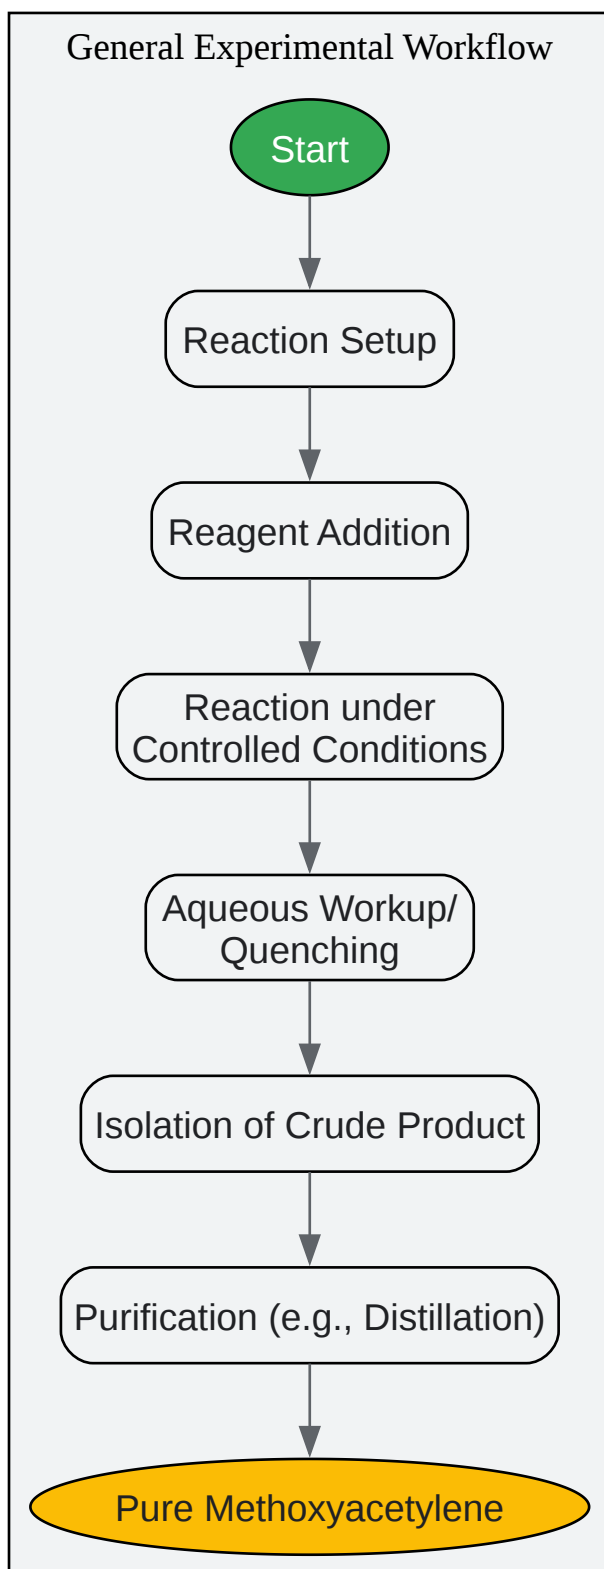 General Experimental Workflow
Start
Reaction Setup
Reagent Addition
Reaction under
Controlled Conditions
Aqueous Workup/
Quenching
Isolation of Crude Product
Purification (e.g., Distillation)
Pure Methoxyacetylene